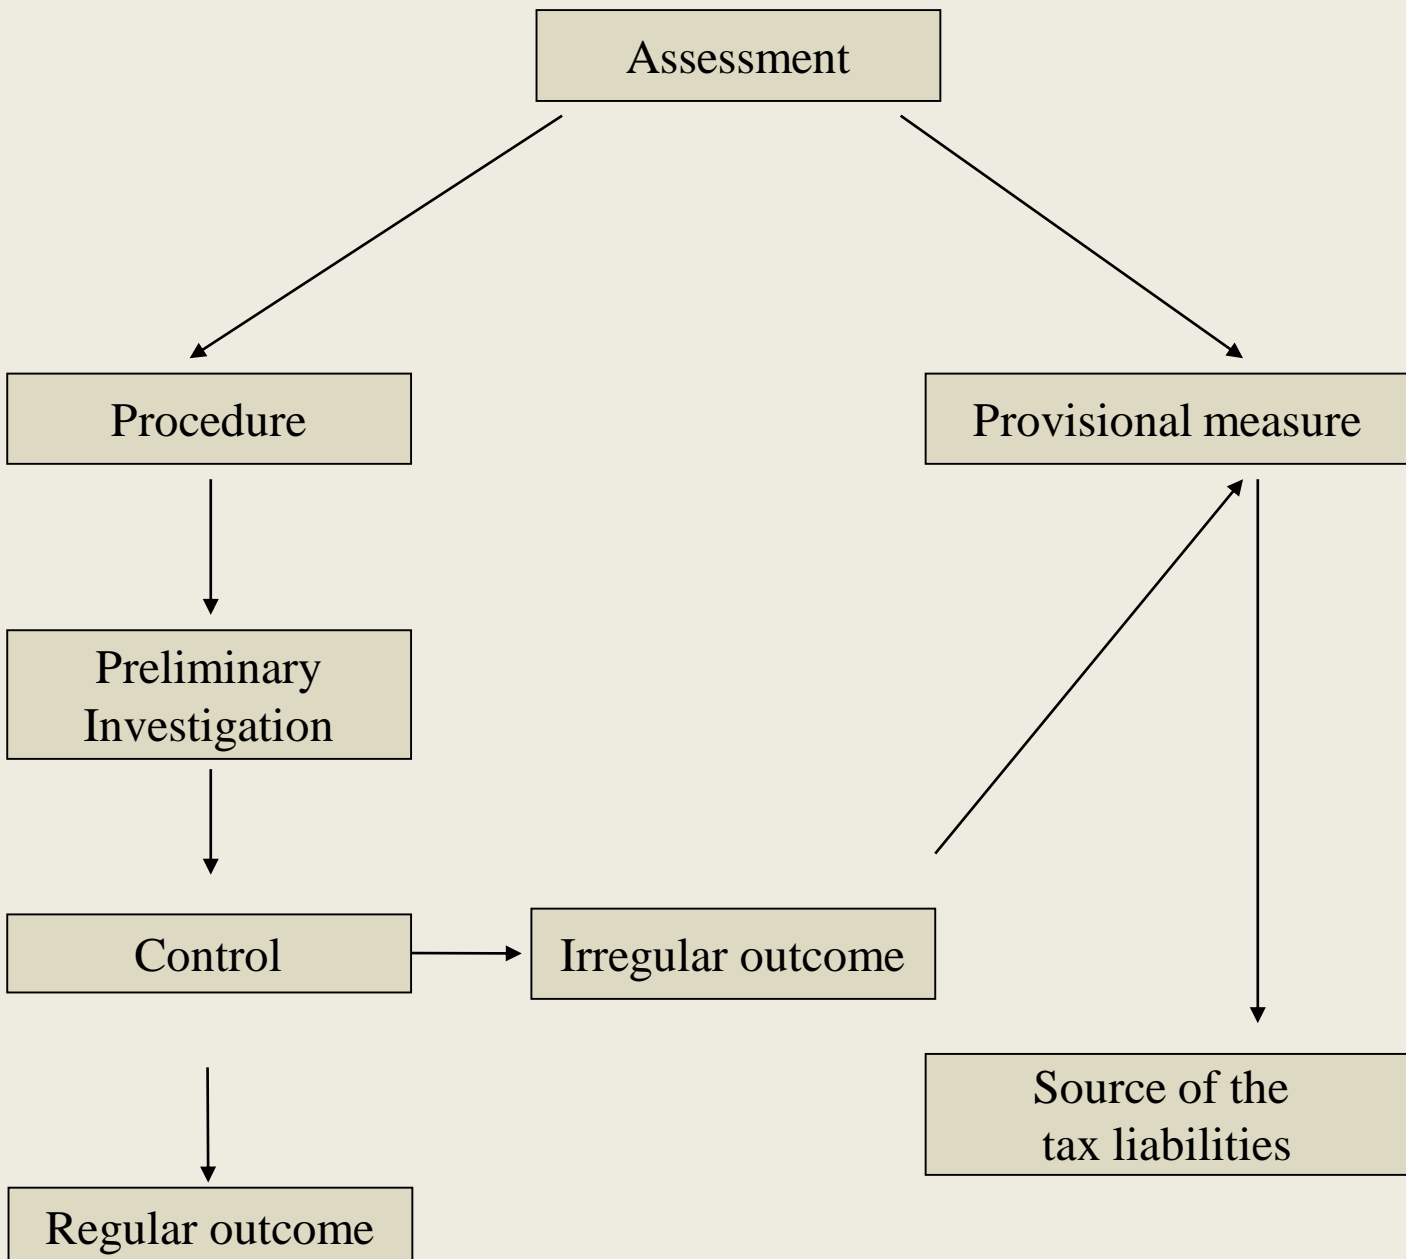 Assessment
Procedure
Provisional measure
Preliminary
Investigation
Control
Irregular outcome
Source of the
tax liabilities
Regular outcome